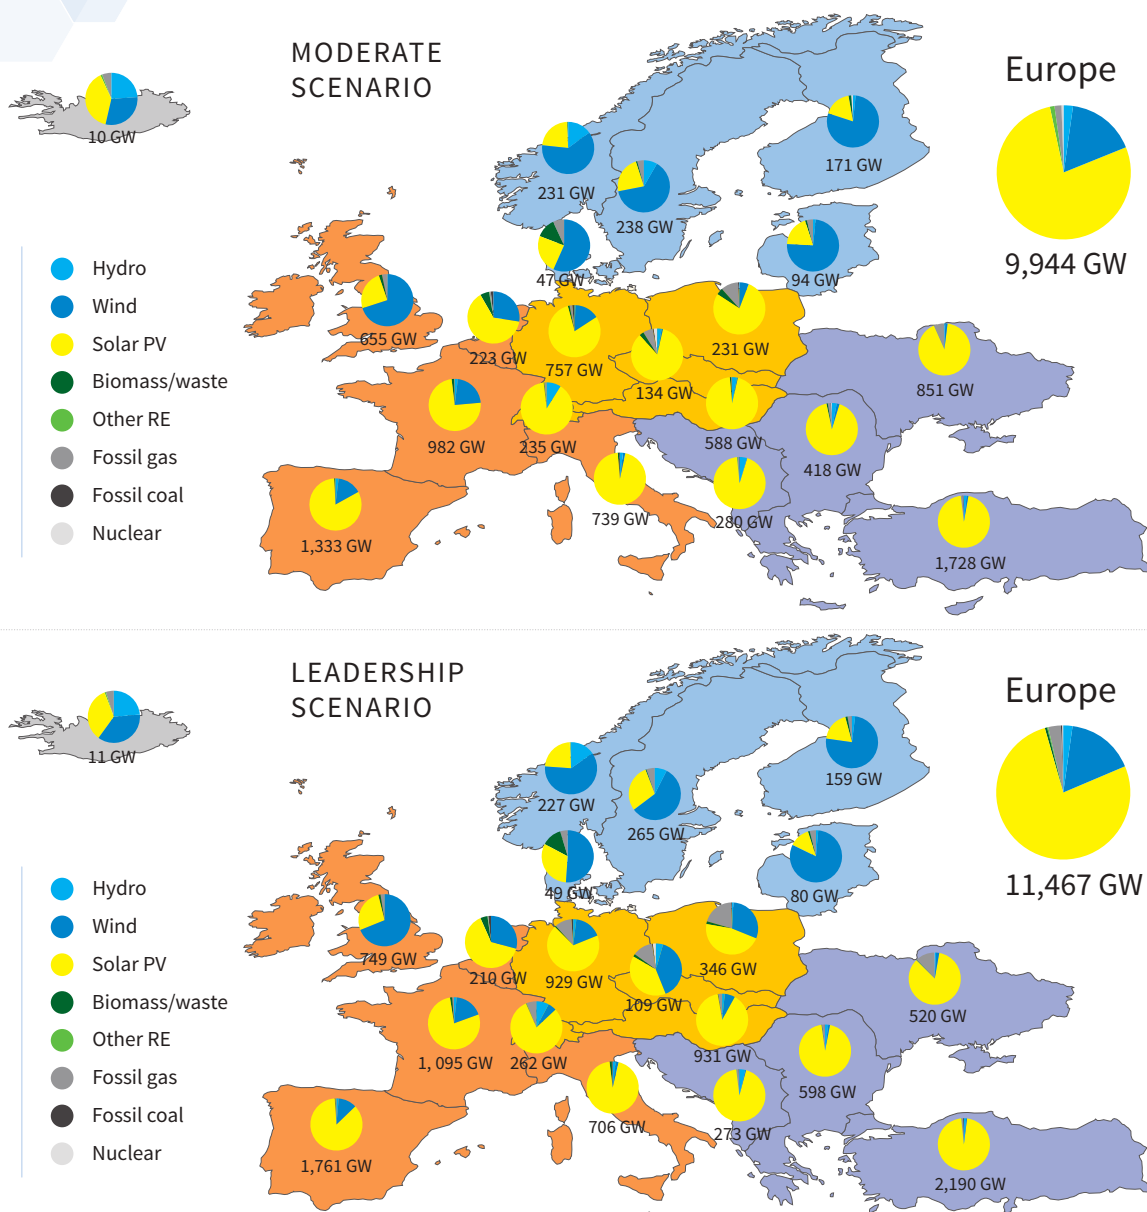 MODERATE
SCENARIO
Europe
10 GW
231 GW
171 GW
238 GW
9,944 GW
47 GW
94 GW
Hydro
Wind
Solar PV
Biomass/waste
Other RE
Fossil gas
Fossil coal
Nuclear
655 GW
223 GW
757 GW
231 GW
134 GW
851 GW
982 GW
235 GW
588 GW
418 GW
739 GW
280 GW
1,333 GW
1,728 GW
LEADERSHIP
SCENARIO
Europe
11 GW
227 GW
159 GW
265 GW
11,467 GW
49 GW
80 GW
Hydro
Wind
Solar PV
Biomass/waste
Other RE
Fossil gas
Fossil coal
Nuclear
749 GW
210 GW
929 GW
346 GW
109 GW
520 GW
1, 095 GW
262 GW
931 GW
598 GW
706 GW
273 GW
1,761 GW
2,190 GW